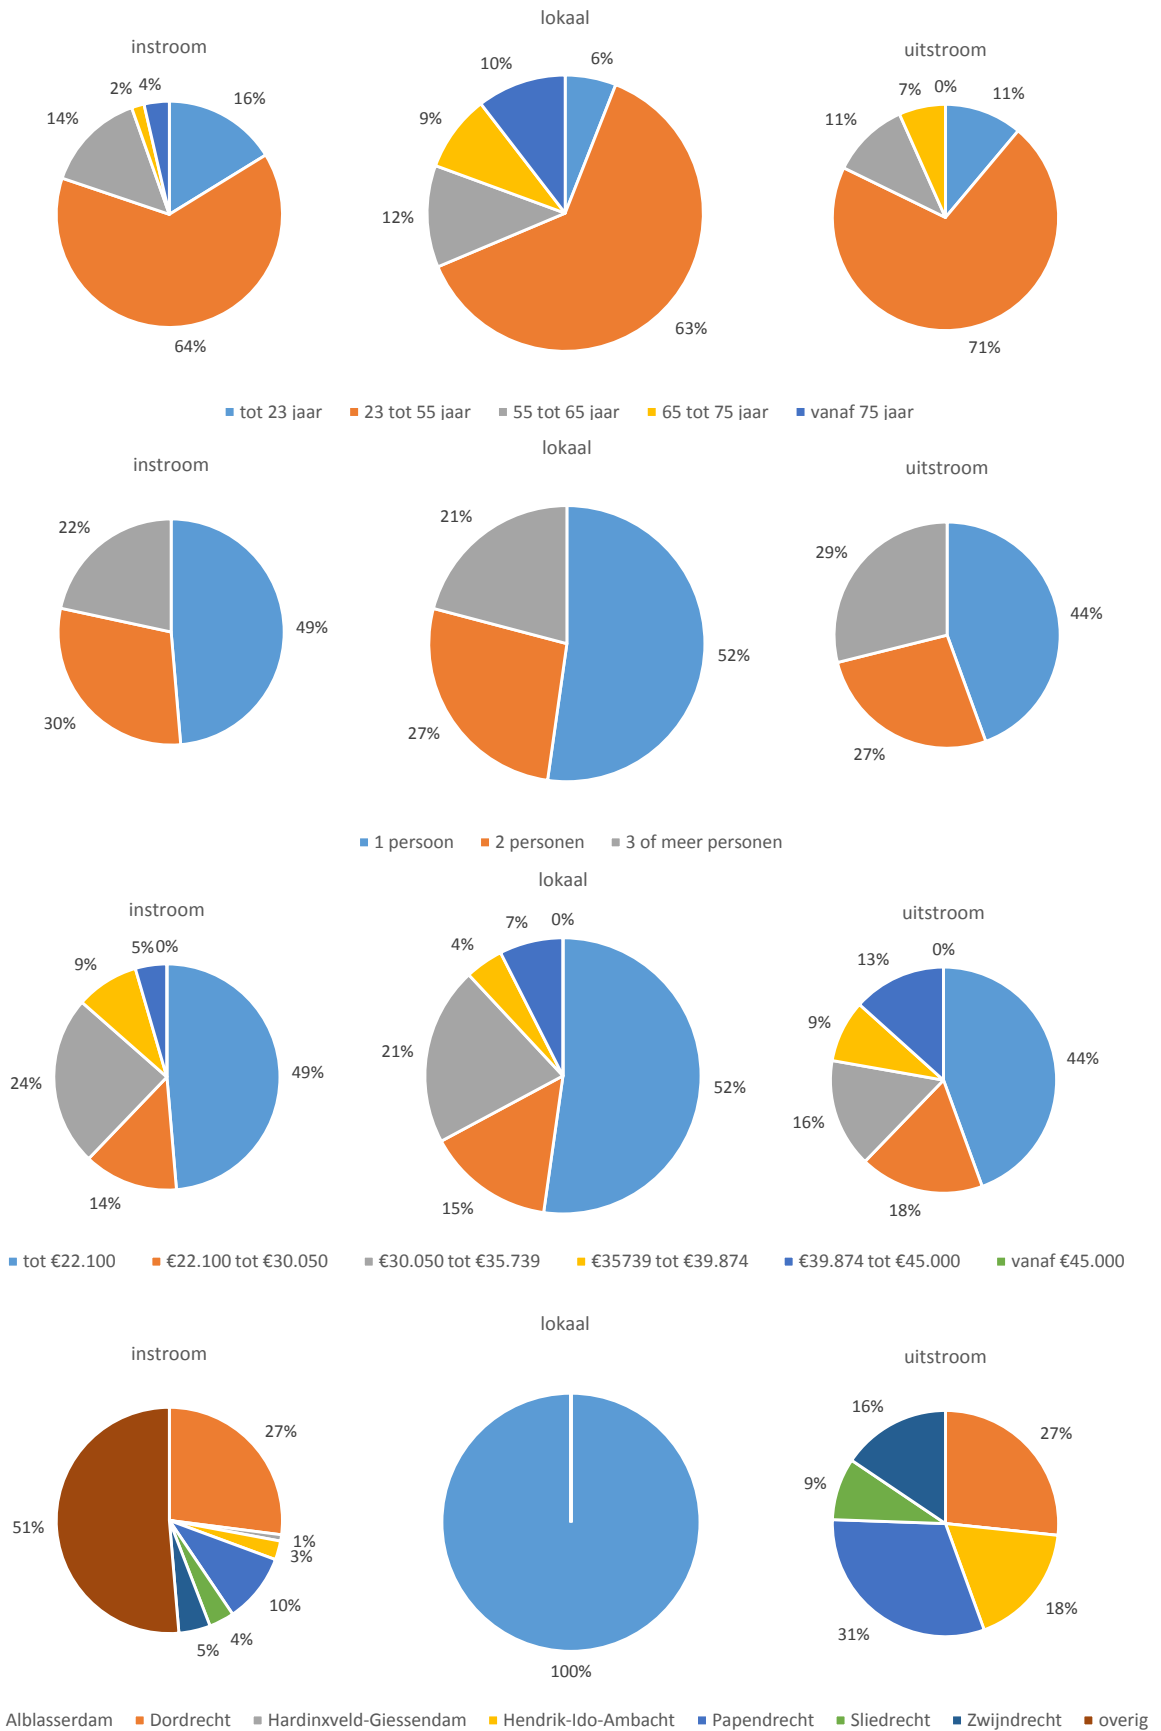 lokaal
instroom
uitstroom
2%
4%
16%
14%
64%
10%
6%
9%
12%
63%
7%
0%
11%
11%
71%
tot 23 jaar
23 tot 55 jaar
55 tot 65 jaar
65 tot 75 jaar
vanaf 75 jaar
lokaal
instroom
uitstroom
22%
49%
30%
21%
52%
27%
29%
44%
27%
1 persoon
2 personen
3 of meer personen
lokaal
instroom
uitstroom
5%
0%
9%
49%
24%
14%
7%
0%
4%
21%
52%
15%
0%
13%
9%
44%
16%
18%
tot €22.100
€22.100 tot €30.050
€30.050 tot €35.739
€35739 tot €39.874
€39.874 tot €45.000
vanaf €45.000
lokaal
instroom
uitstroom
27%
51%
1%
3%
10%
4%
5%
100%
16%
27%
9%
18%
31%
Alblasserdam
Dordrecht
Hardinxveld-Giessendam
Hendrik-Ido-Ambacht
Papendrecht
Sliedrecht
Zwijndrecht
overig